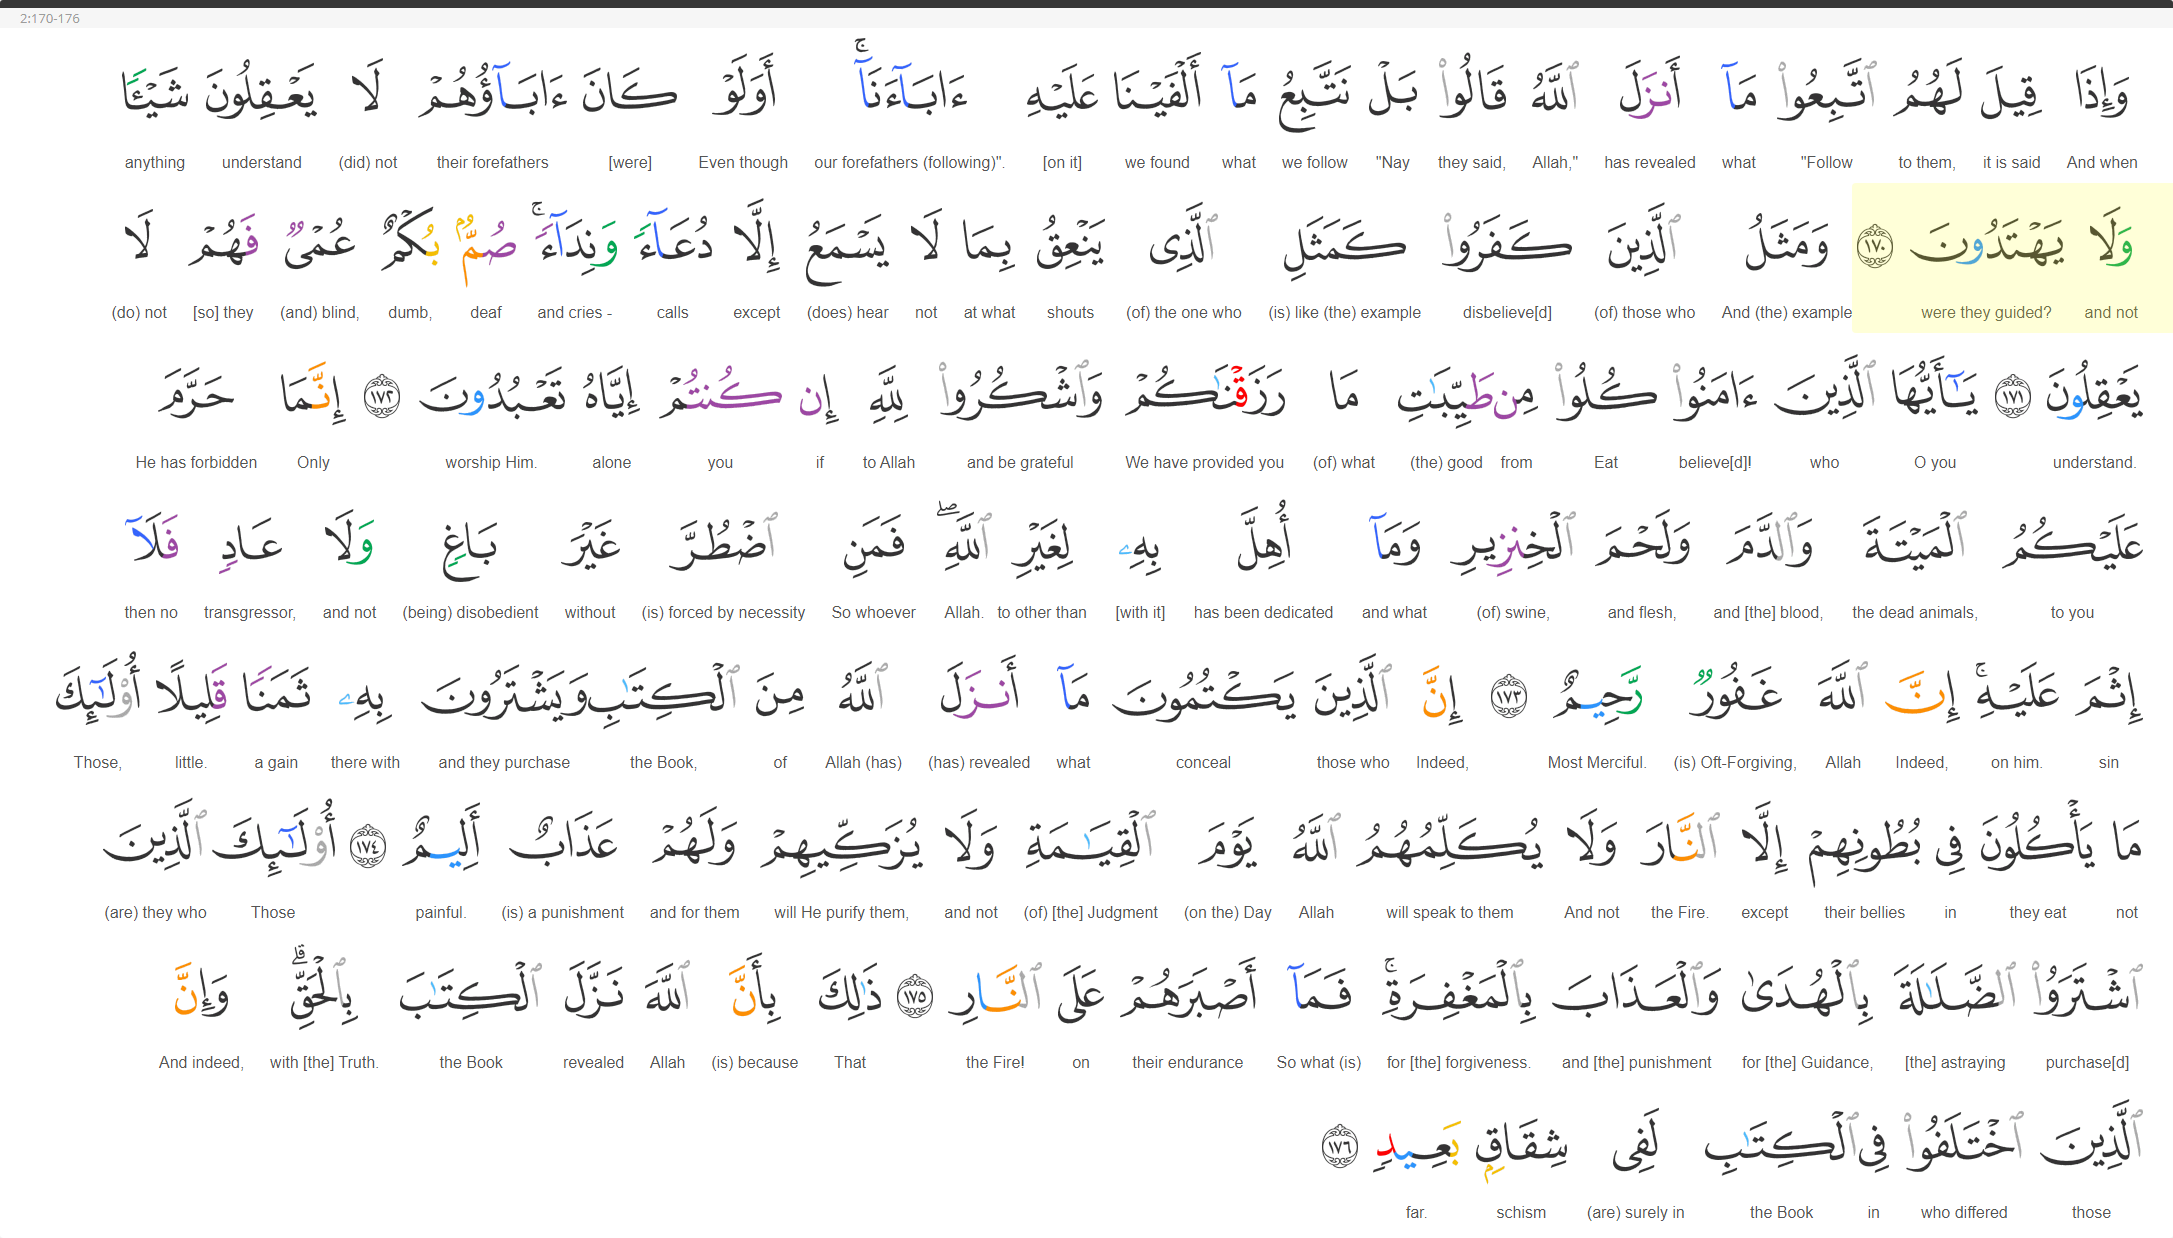 2:170-176
وَإِذَا قِيلَ لَهُمُ ٱتَّبِعُوا۟ مَآ أَنزَلَ ٱللَّهُ قَالُوا۟ بَلْ نَتَّبِعُ مَآ أَلْفَيْنَا عَلَيْهِ ءَابَآءَنَآ ۚ أَوَلَوْ كَانَ ءَابَآؤُهُمْ لَا يَعْقِلُونَ شَيْـًٔا
anything understand (did) not their forefathers [were] Even though our forefathers (following)". [on it] we found what we follow "Nay they said, Allah," has revealed what "Follow to them, it is said And when
وَلَا يَهْتَدُونَ ١٧٠ وَمَثَلُ ٱلَّذِينَ كَفَرُوا۟ كَمَثَلِ ٱلَّذِى يَنْعِقُ بِمَا لَا يَسْمَعُ إِلَّا دُعَآءً وَنِدَآءً ۚ صُمٌّۢ بُكْمٌ عُمْىٌ فَهُمْ لَا
(do) not [so] they (and) blind, dumb, deaf and cries - calls except (does) hear not at what shouts (of) the one who (is) like (the) example disbelieve[d] (of) those who And (the) example were they guided? and not
يَعْقِلُونَ ١٧١ يَـٰٓأَيُّهَا ٱلَّذِينَ ءَامَنُوا۟ كُلُوا۟ مِن طَيِّبَـٰتِ مَا رَزَقْنَـٰكُمْ وَٱشْكُرُوا۟ لِلَّهِ إِن كُنتُمْ إِيَّاهُ تَعْبُدُونَ ١٧٢ إِنَّمَا حَرَّمَ
He has forbidden Only worship Him. alone you if to Allah and be grateful We have provided you (of) what (the) good from Eat believe[d]! who O you understand.
عَلَيْكُمُ ٱلْمَيْتَةَ وَٱلدَّمَ وَلَحْمَ ٱلْخِنزِيرِ وَمَآ أُهِلَّ بِهِۦ لِغَيْرِ ٱللَّهِ ۖ فَمَنِ ٱضْطُرَّ غَيْرَ بَاغٍ وَلَا عَادٍ فَلَآ
then no transgressor, and not (being) disobedient without (is) forced by necessity So whoever Allah. to other than [with it] has been dedicated and what (of) swine, and flesh, and [the] blood, the dead animals, to you
إِثْمَ عَلَيْهِ ۚ إِنَّ ٱللَّهَ غَفُورٌ رَّحِيمٌ ١٧٣ إِنَّ ٱلَّذِينَ يَكْتُمُونَ مَآ أَنزَلَ ٱللَّهُ مِنَ ٱلْكِتَـٰبِ وَيَشْتَرُونَ بِهِۦ ثَمَنًا قَلِيلًا أُو۟لَـٰٓئِكَ
Those, little. a gain there with and they purchase the Book, of Allah (has) (has) revealed what conceal those who Indeed, Most Merciful. (is) Oft-Forgiving, Allah Indeed, on him. sin
مَا يَأْكُلُونَ فِى بُطُونِهِمْ إِلَّا ٱلنَّارَ وَلَا يُكَلِّمُهُمُ ٱللَّهُ يَوْمَ ٱلْقِيَـٰمَةِ وَلَا يُزَكِّيهِمْ وَلَهُمْ عَذَابٌ أَلِيمٌ ١٧٤ أُو۟لَـٰٓئِكَ ٱلَّذِينَ
(are) they who Those painful. (is) a punishment and for them will He purify them, and not (of) [the] Judgment (on the) Day Allah will speak to them And not the Fire. except their bellies in they eat not
ٱشْتَرَوُا۟ ٱلضَّلَـٰلَةَ بِٱلْهُدَىٰ وَٱلْعَذَابَ بِٱلْمَغْفِرَةِ ۚ فَمَآ أَصْبَرَهُمْ عَلَى ٱلنَّارِ ١٧٥ ذَٰلِكَ بِأَنَّ ٱللَّهَ نَزَّلَ ٱلْكِتَـٰبَ بِٱلْحَقِّ ۗ وَإِنَّ
And indeed, with [the] Truth. the Book revealed Allah (is) because That the Fire! on their endurance So what (is) for [the] forgiveness. and [the] punishment for [the] Guidance, [the] astraying purchase[d]
ٱلَّذِينَ ٱخْتَلَفُوا۟ فِى ٱلْكِتَـٰبِ لَفِى شِقَاقٍۭ بَعِيدٍ ١٧٦
far. schism (are) surely in the Book in who differed those